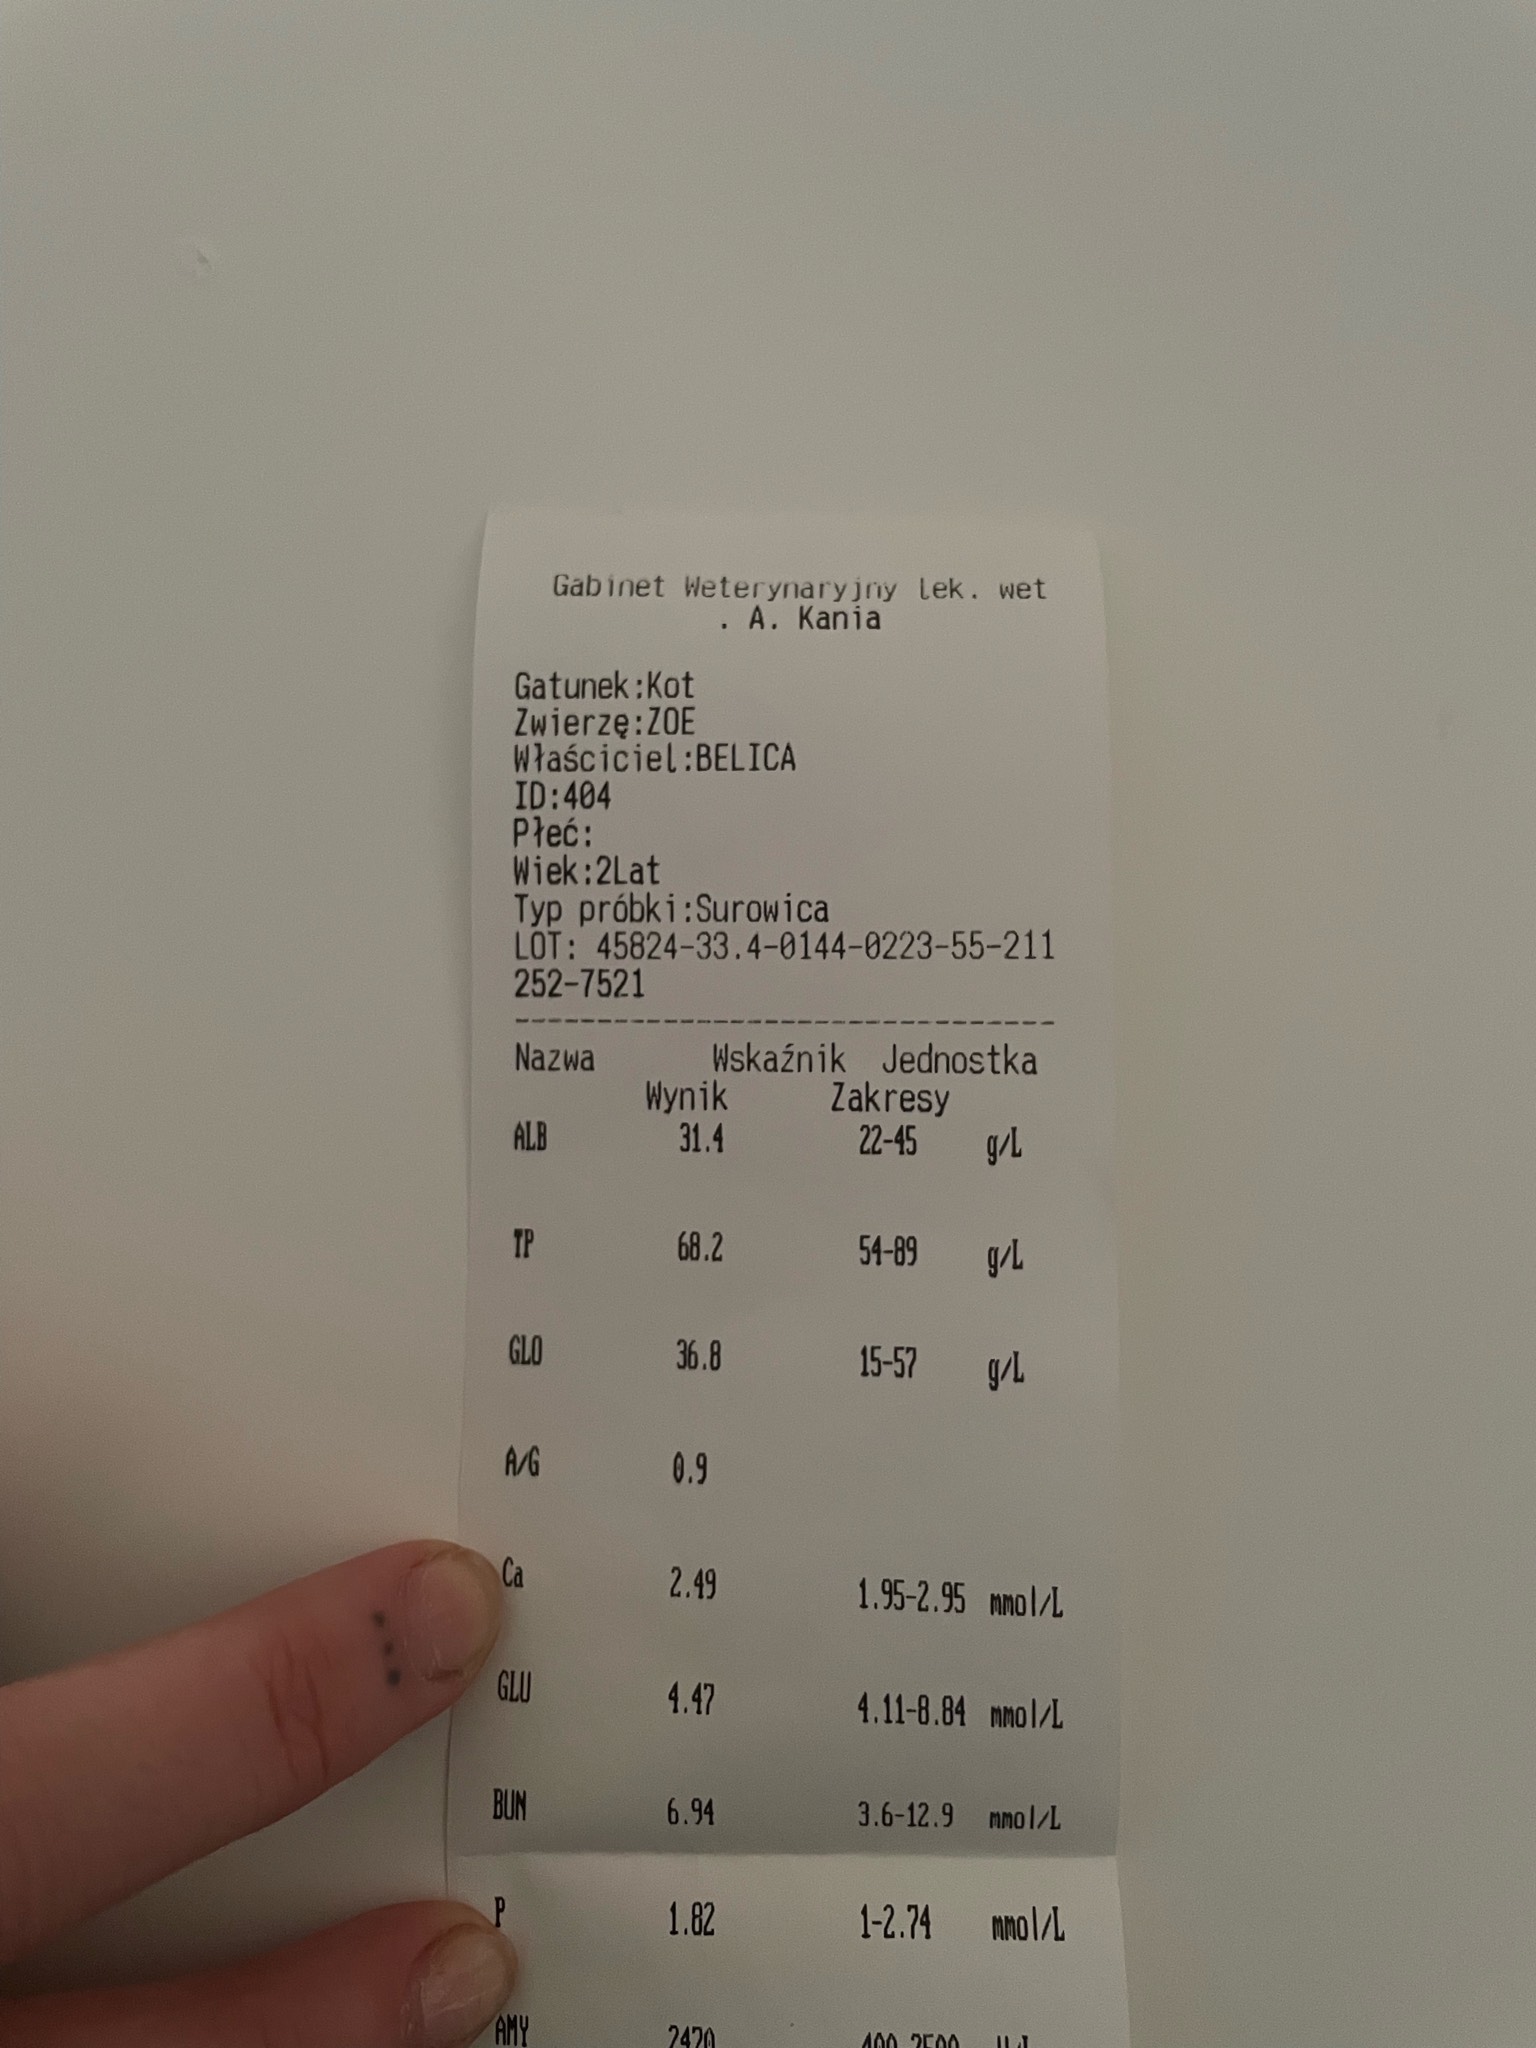 Gabinet Weterynaryjny lek. wet
. A. Kania
Gatunek:Kot
Zwierzę:ZOE
Właściciel:BELICA
ID:404
Płeć:
Wiek:2Lat
Typ próbki:Surowica
LOT: 45824-33.4-0144-0223-55-211
252-7521
--------------------------------
Nazwa Wskaźnik Jednostka
Wynik Zakresy
ALB 31.4 22-45 g/L
TP 68.2 54-89 g/L
GLO 36.8 15-57 g/L
A/G 0.9
Ca 2.49 1.95-2.95 mmol/L
GLU 4.47 4.11-8.84 mmol/L
BUN 6.94 3.6-12.9 mmol/L
P 1.82 1-2.74 mmol/L
AMY 2420